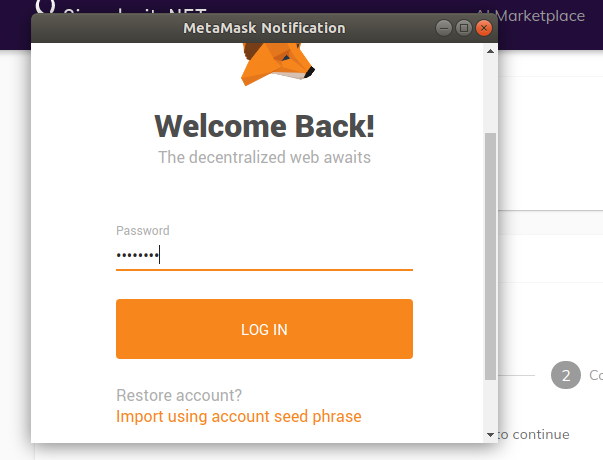 AI Marketplace
MetaMask Notification
Welcome Back!
The decentralized web awaits
Password
••••••••
LOG IN
Restore account?
Import using account seed phrase
2
to continue